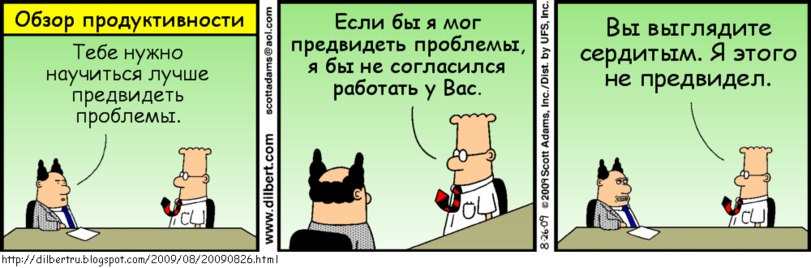 Обзор продуктивности
Тебе нужно
научиться лучше
предвидеть
проблемы.
www.dilbert.com scottadams@aol.com
Если бы я мог
предвидеть проблемы,
я бы не согласился
работать у Вас.
8-26-09 ©2009 Scott Adams, Inc./Dist. by UFS, Inc.
Вы выглядите
сердитым. Я этого
не предвидел.
http://dilbertru.blogspot.com/2009/08/20090826.html